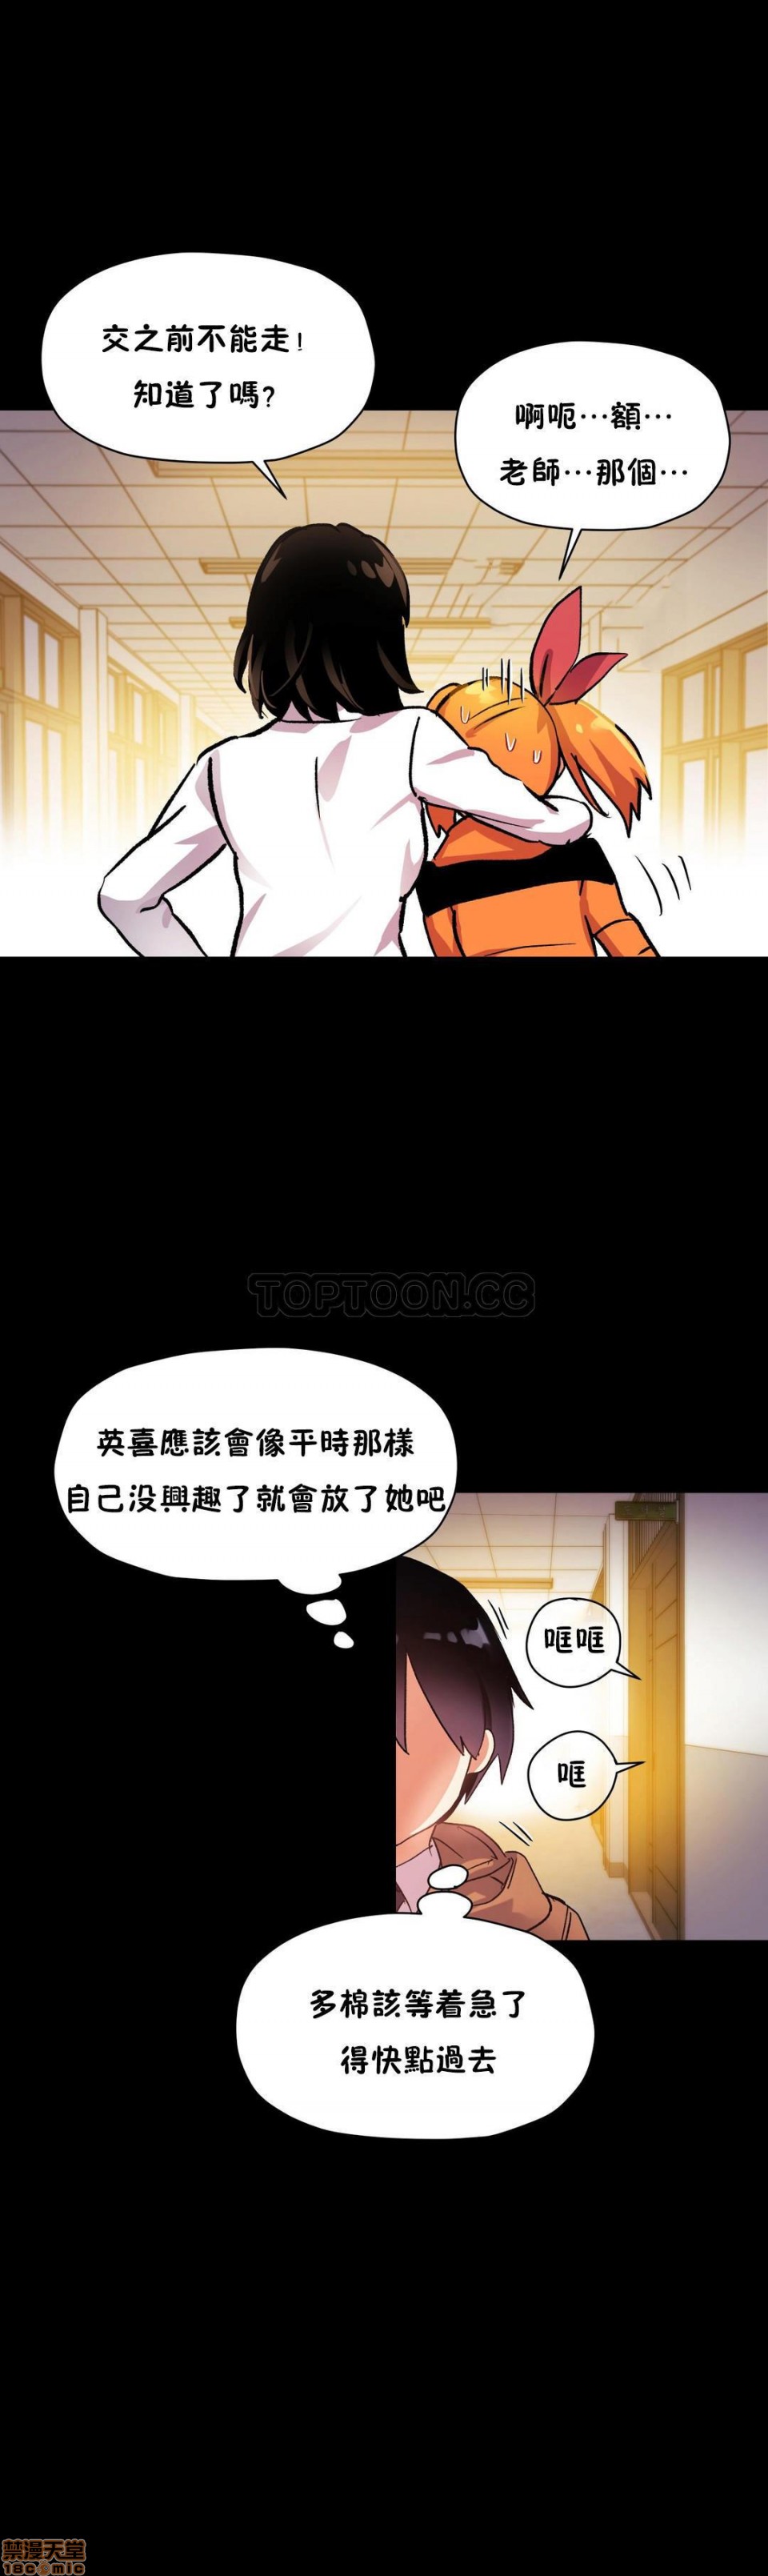 交之前不能走!
知道了嗎?
啊呃…額…
老師…那個…
TOPTOON.CC
英喜應該會像平時那樣
自己没興趣了就會放了她吧
哐哐
哐
多棉該等着急了
得快點過去
禁漫天堂
18comic